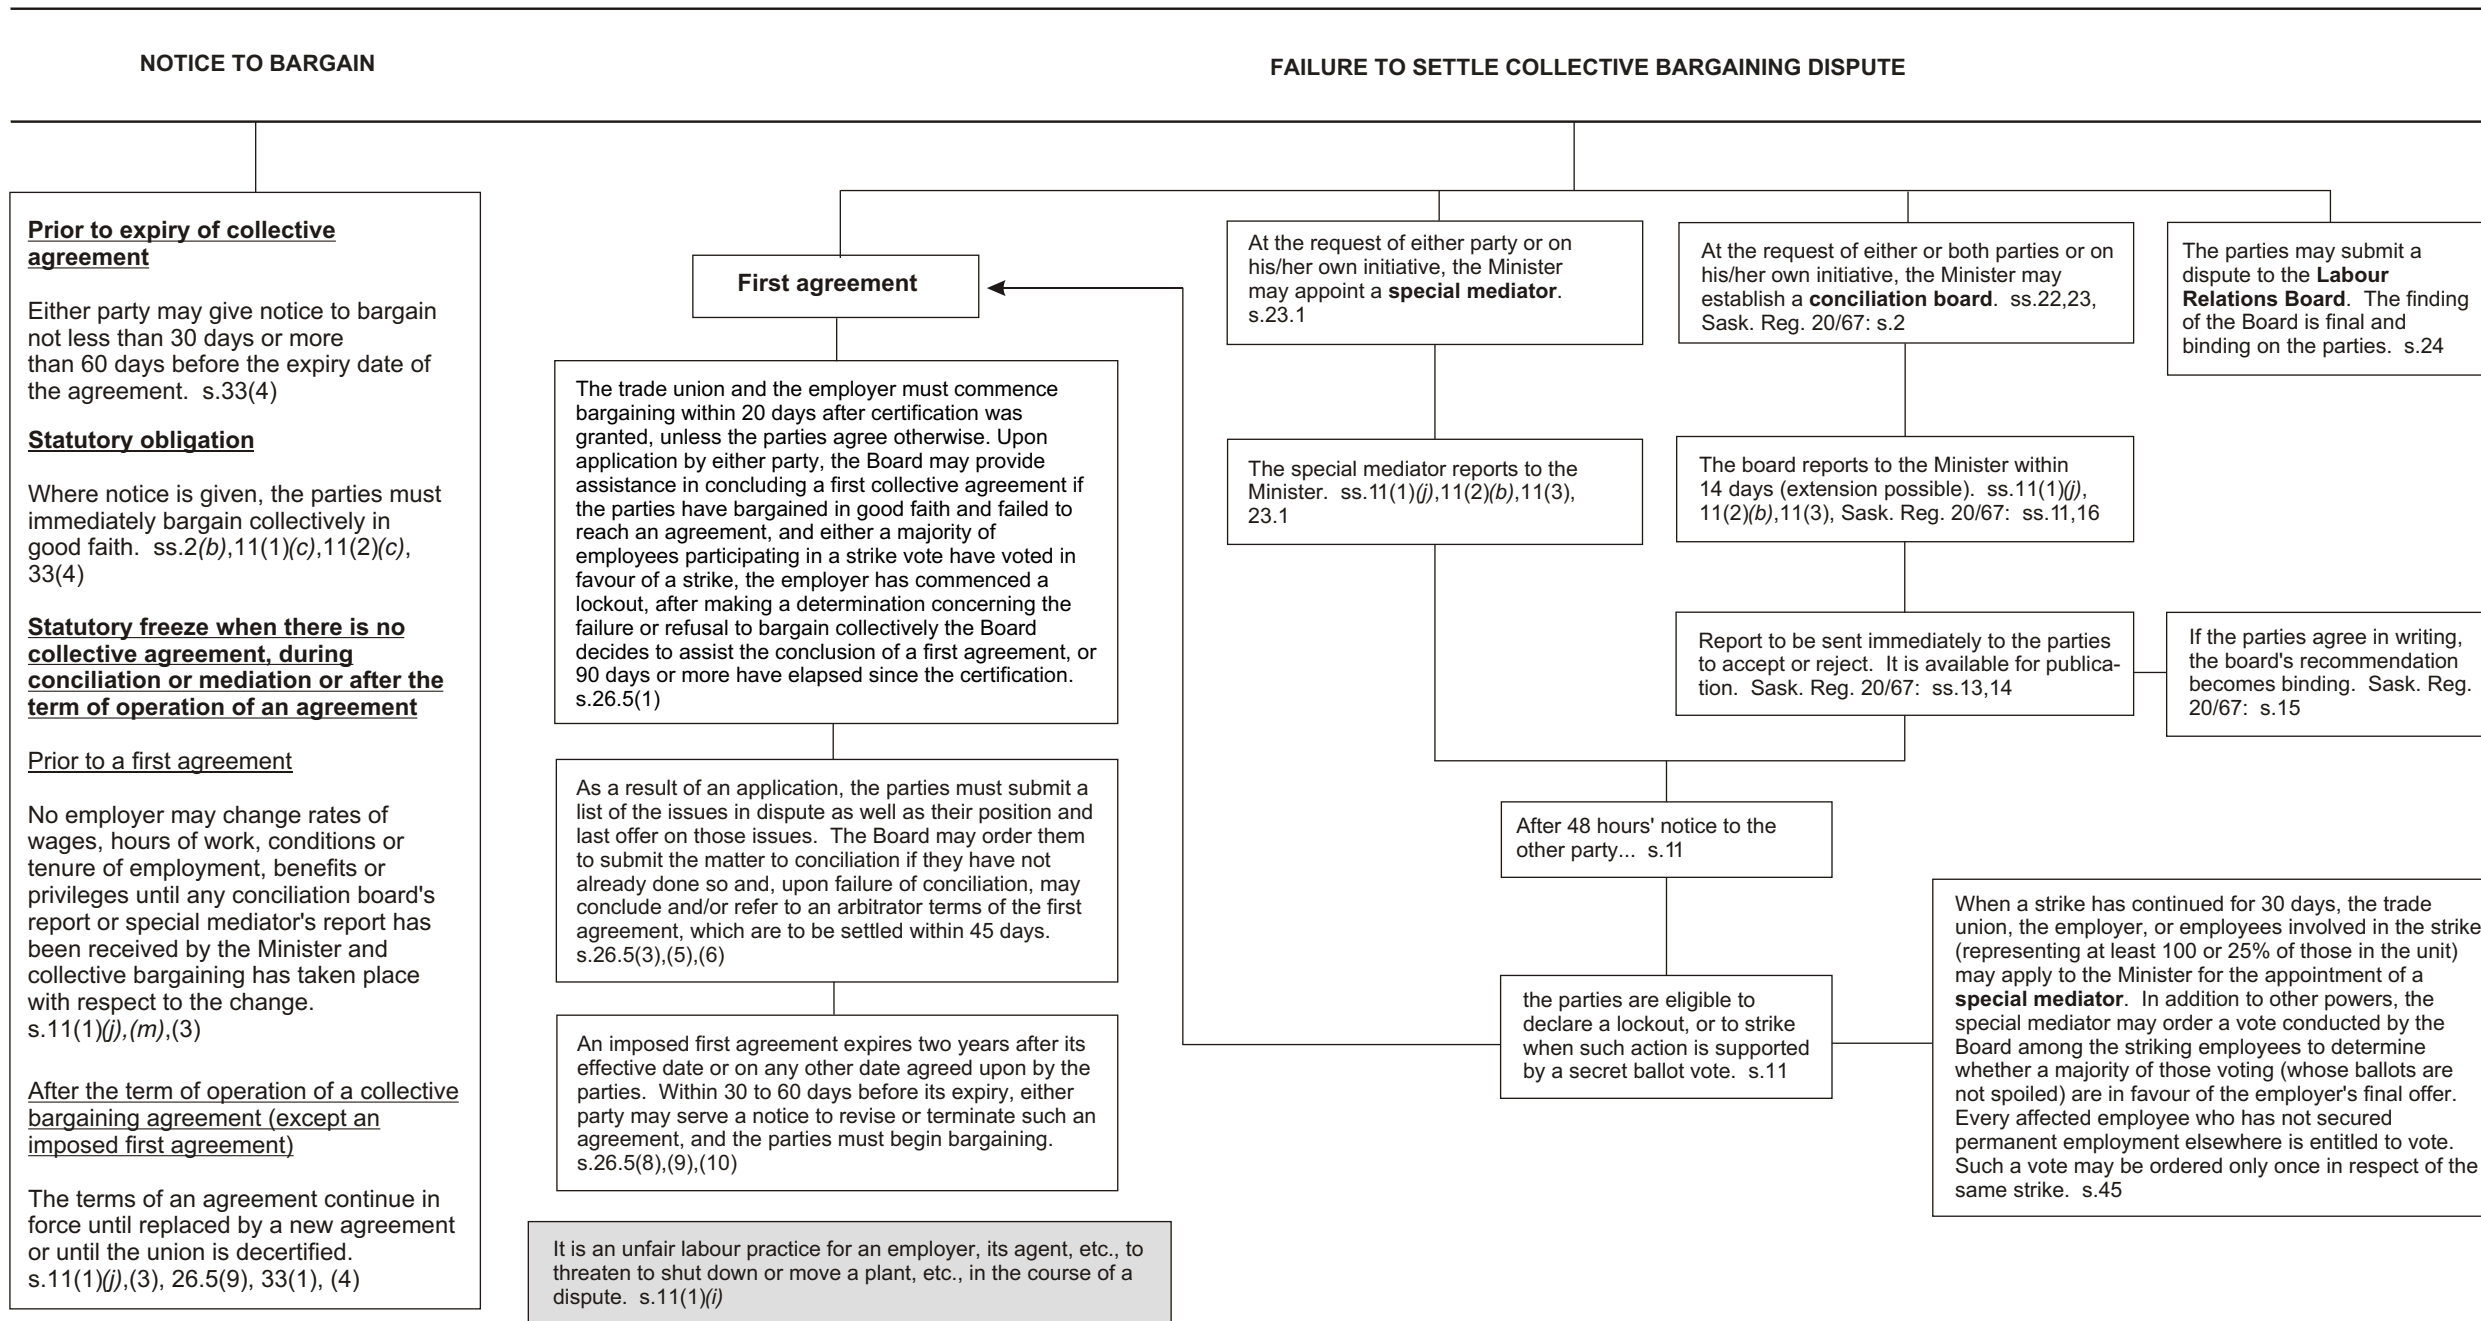 NOTICE TO BARGAIN
FAILURE TO SETTLE COLLECTIVE BARGAINING DISPUTE
Prior to expiry of collective
agreement
Either party may give notice to bargain
not less than 30 days or more
than 60 days before the expiry date of
the agreement.  s.33(4)
Statutory obligation
Where notice is given, the parties must
immediately bargain collectively in
good faith.  ss.2(b),11(1)(c),11(2)(c),
33(4)
Statutory freeze when there is no
collective agreement, during
conciliation or mediation or after the
term of operation of an agreement
Prior to a first agreement
No employer may change rates of
wages, hours of work, conditions or
tenure of employment, benefits or
privileges until any conciliation board's
report or special mediator's report has
been received by the Minister and
collective bargaining has taken place
with respect to the change.
s.11(1)(j),(m),(3)
After the term of operation of a collective
bargaining agreement (except an
imposed first agreement)
The terms of an agreement continue in
force until replaced by a new agreement
or until the union is decertified.
s.11(1)(j),(3), 26.5(9), 33(1), (4)
First agreement
The trade union and the employer must commence
bargaining within 20 days after certification was
granted, unless the parties agree otherwise. Upon
application by either party, the Board may provide
assistance in concluding a first collective agreement if
the parties have bargained in good faith and failed to
reach an agreement, and either a majority of
employees participating in a strike vote have voted in
favour of a strike, the employer has commenced a
lockout, after making a determination concerning the
failure or refusal to bargain collectively the Board
decides to assist the conclusion of a first agreement, or
90 days or more have elapsed since the certification.
s.26.5(1)
As a result of an application, the parties must submit a
list of the issues in dispute as well as their position and
last offer on those issues.  The Board may order them
to submit the matter to conciliation if they have not
already done so and, upon failure of conciliation, may
conclude and/or refer to an arbitrator terms of the first
agreement, which are to be settled within 45 days.
s.26.5(3),(5),(6)
An imposed first agreement expires two years after its
effective date or on any other date agreed upon by the
parties.  Within 30 to 60 days before its expiry, either
party may serve a notice to revise or terminate such an
agreement, and the parties must begin bargaining.
s.26.5(8),(9),(10)
It is an unfair labour practice for an employer, its agent, etc., to
threaten to shut down or move a plant, etc., in the course of a
dispute.  s.11(1)(i)
At the request of either party or on
his/her own initiative, the Minister
may appoint a special mediator.
s.23.1
The special mediator reports to the
Minister.  ss.11(1)(j),11(2)(b),11(3),
23.1
At the request of either or both parties or on
his/her own initiative, the Minister may
establish a conciliation board.  ss.22,23,
Sask. Reg. 20/67: s.2
The board reports to the Minister within
14 days (extension possible).  ss.11(1)(j),
11(2)(b),11(3), Sask. Reg. 20/67:  ss.11,16
Report to be sent immediately to the parties
to accept or reject.  It is available for publica-
tion.  Sask. Reg. 20/67:  ss.13,14
The parties may submit a
dispute to the Labour
Relations Board.  The finding
of the Board is final and
binding on the parties.  s.24
If the parties agree in writing,
the board's recommendation
becomes binding.  Sask. Reg.
20/67:  s.15
After 48 hours' notice to the
other party...  s.11
the parties are eligible to
declare a lockout, or to strike
when such action is supported
by a secret ballot vote.  s.11
When a strike has continued for 30 days, the trade
union, the employer, or employees involved in the strike
(representing at least 100 or 25% of those in the unit)
may apply to the Minister for the appointment of a
special mediator.  In addition to other powers, the
special mediator may order a vote conducted by the
Board among the striking employees to determine
whether a majority of those voting (whose ballots are
not spoiled) are in favour of the employer's final offer.
Every affected employee who has not secured
permanent employment elsewhere is entitled to vote.
Such a vote may be ordered only once in respect of the
same strike.  s.45